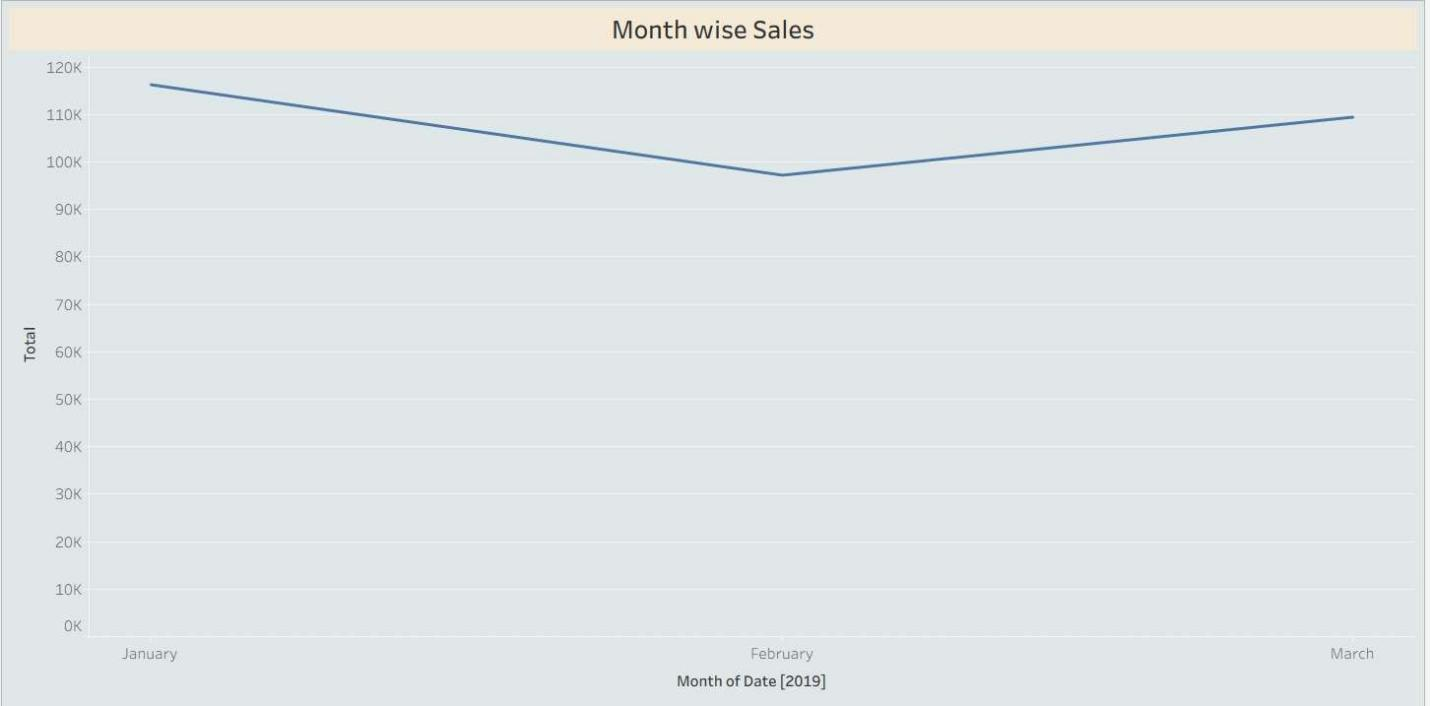 Month wise Sales
120K
110K
100K
90K
80K
70K
60K
50K
40K
30K
20K
10K
0K
Total
January February March
Month of Date [2019]